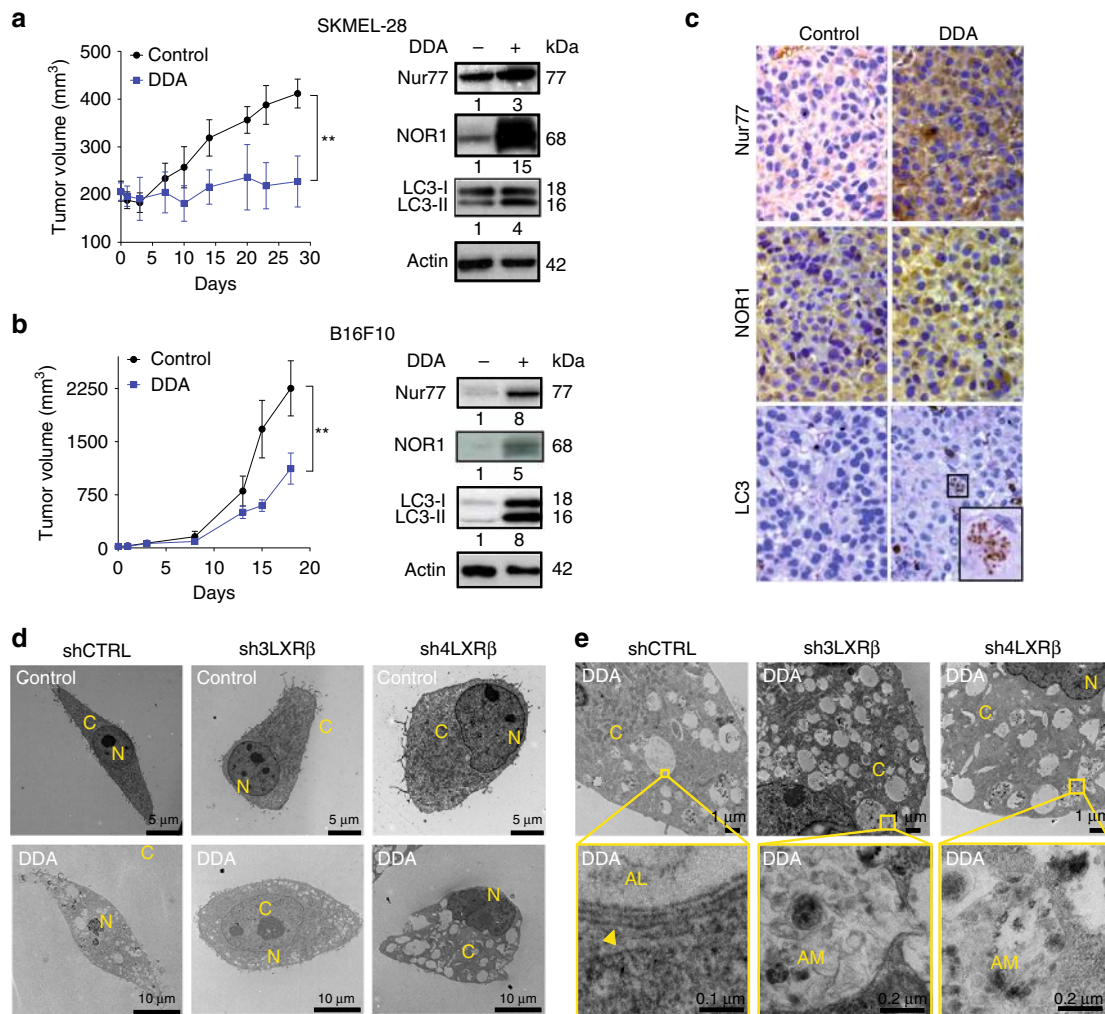 a
SKMEL-28
500
400
300
200
100
Tumor volume (mm³)
Control
DDA
**
0 5 10 15 20 25 30
Days
DDA – + kDa
Nur77 77
1 3
NOR1 68
1 15
LC3-I 18
LC3-II 16
1 4
Actin 42
b
B16F10
2250
1500
750
0
Tumor volume (mm³)
Control
DDA
**
0 5 10 15 20
Days
DDA – + kDa
Nur77 77
1 8
NOR1 68
1 5
LC3-I 18
LC3-II 16
1 8
Actin 42
c
Control DDA
Nur77
NOR1
LC3
d
shCTRL sh3LXRβ sh4LXRβ
Control Control Control
C N C N C N
5 µm 5 µm 5 µm
DDA DDA DDA
C N C N N C
10 µm 10 µm 10 µm
e
shCTRL sh3LXRβ sh4LXRβ
DDA DDA DDA
C C C N
1 µm 1 µm 1 µm
DDA DDA DDA
AL AM AM
0.1 µm 0.2 µm 0.2 µm